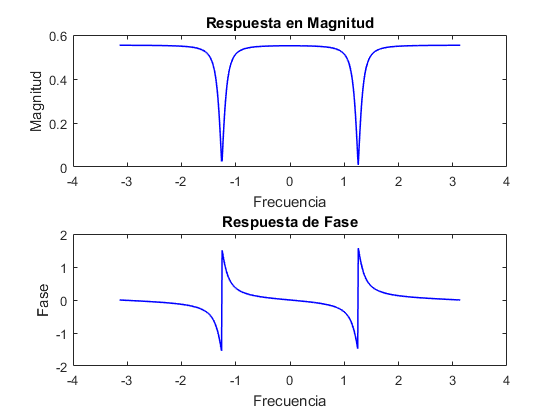 Respuesta en Magnitud
0.6
0.4
0.2
0
Magnitud
-4 -3 -2 -1 0 1 2 3 4
Frecuencia
Respuesta de Fase
2
1
0
-1
-2
Fase
-4 -3 -2 -1 0 1 2 3 4
Frecuencia